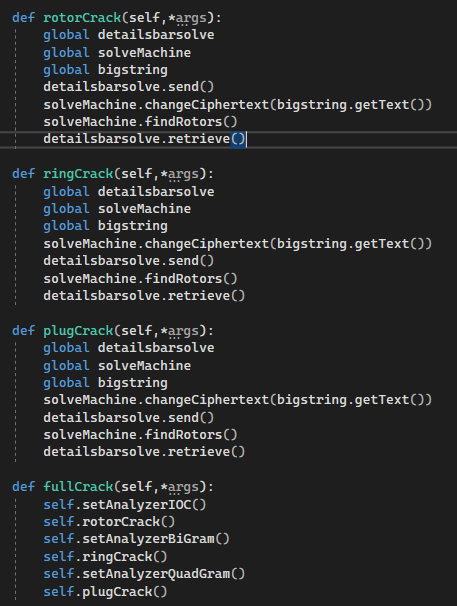 def rotorCrack(self,*args):
    global detailsbarsolve
    global solveMachine
    global bigstring
    detailsbarsolve.send()
    solveMachine.changeCiphertext(bigstring.getText())
    solveMachine.findRotors()
    detailsbarsolve.retrieve()
def ringCrack(self,*args):
    global detailsbarsolve
    global solveMachine
    global bigstring
    solveMachine.changeCiphertext(bigstring.getText())
    detailsbarsolve.send()
    solveMachine.findRotors()
    detailsbarsolve.retrieve()
def plugCrack(self,*args):
    global detailsbarsolve
    global solveMachine
    global bigstring
    solveMachine.changeCiphertext(bigstring.getText())
    detailsbarsolve.send()
    solveMachine.findRotors()
    detailsbarsolve.retrieve()
def fullCrack(self,*args):
    self.setAnalyzerIOC()
    self.rotorCrack()
    self.setAnalyzerBiGram()
    self.ringCrack()
    self.setAnalyzerQuadGram()
    self.plugCrack()